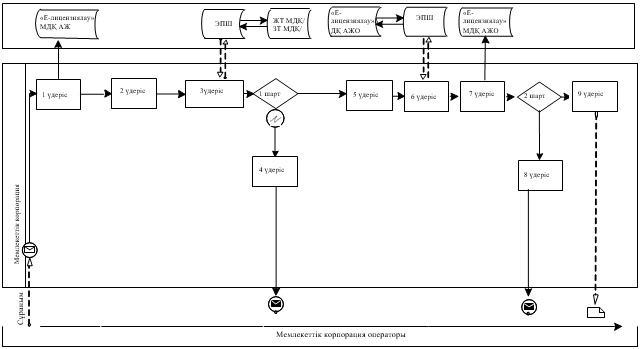 «Е-лицензиялау»
МДҚ АЖ
ЭПШ
ЖТ МДҚ/
ЗТ МДҚ/
«Е-
лицензиялау»
ДҚ АЖО
ЭПШ
«Е-
лицензиялау»
МДҚ АЖО
1 үдеріс
2 үдеріс
3үдеріс
1 шарт
5 үдеріс
6 үдеріс
7 үдеріс
2 шарт
9 үдеріс
4 үдеріс
8 үдеріс
Мемлекеттік корпорация
Сұраным
Мемлекеттік корпорация операторы